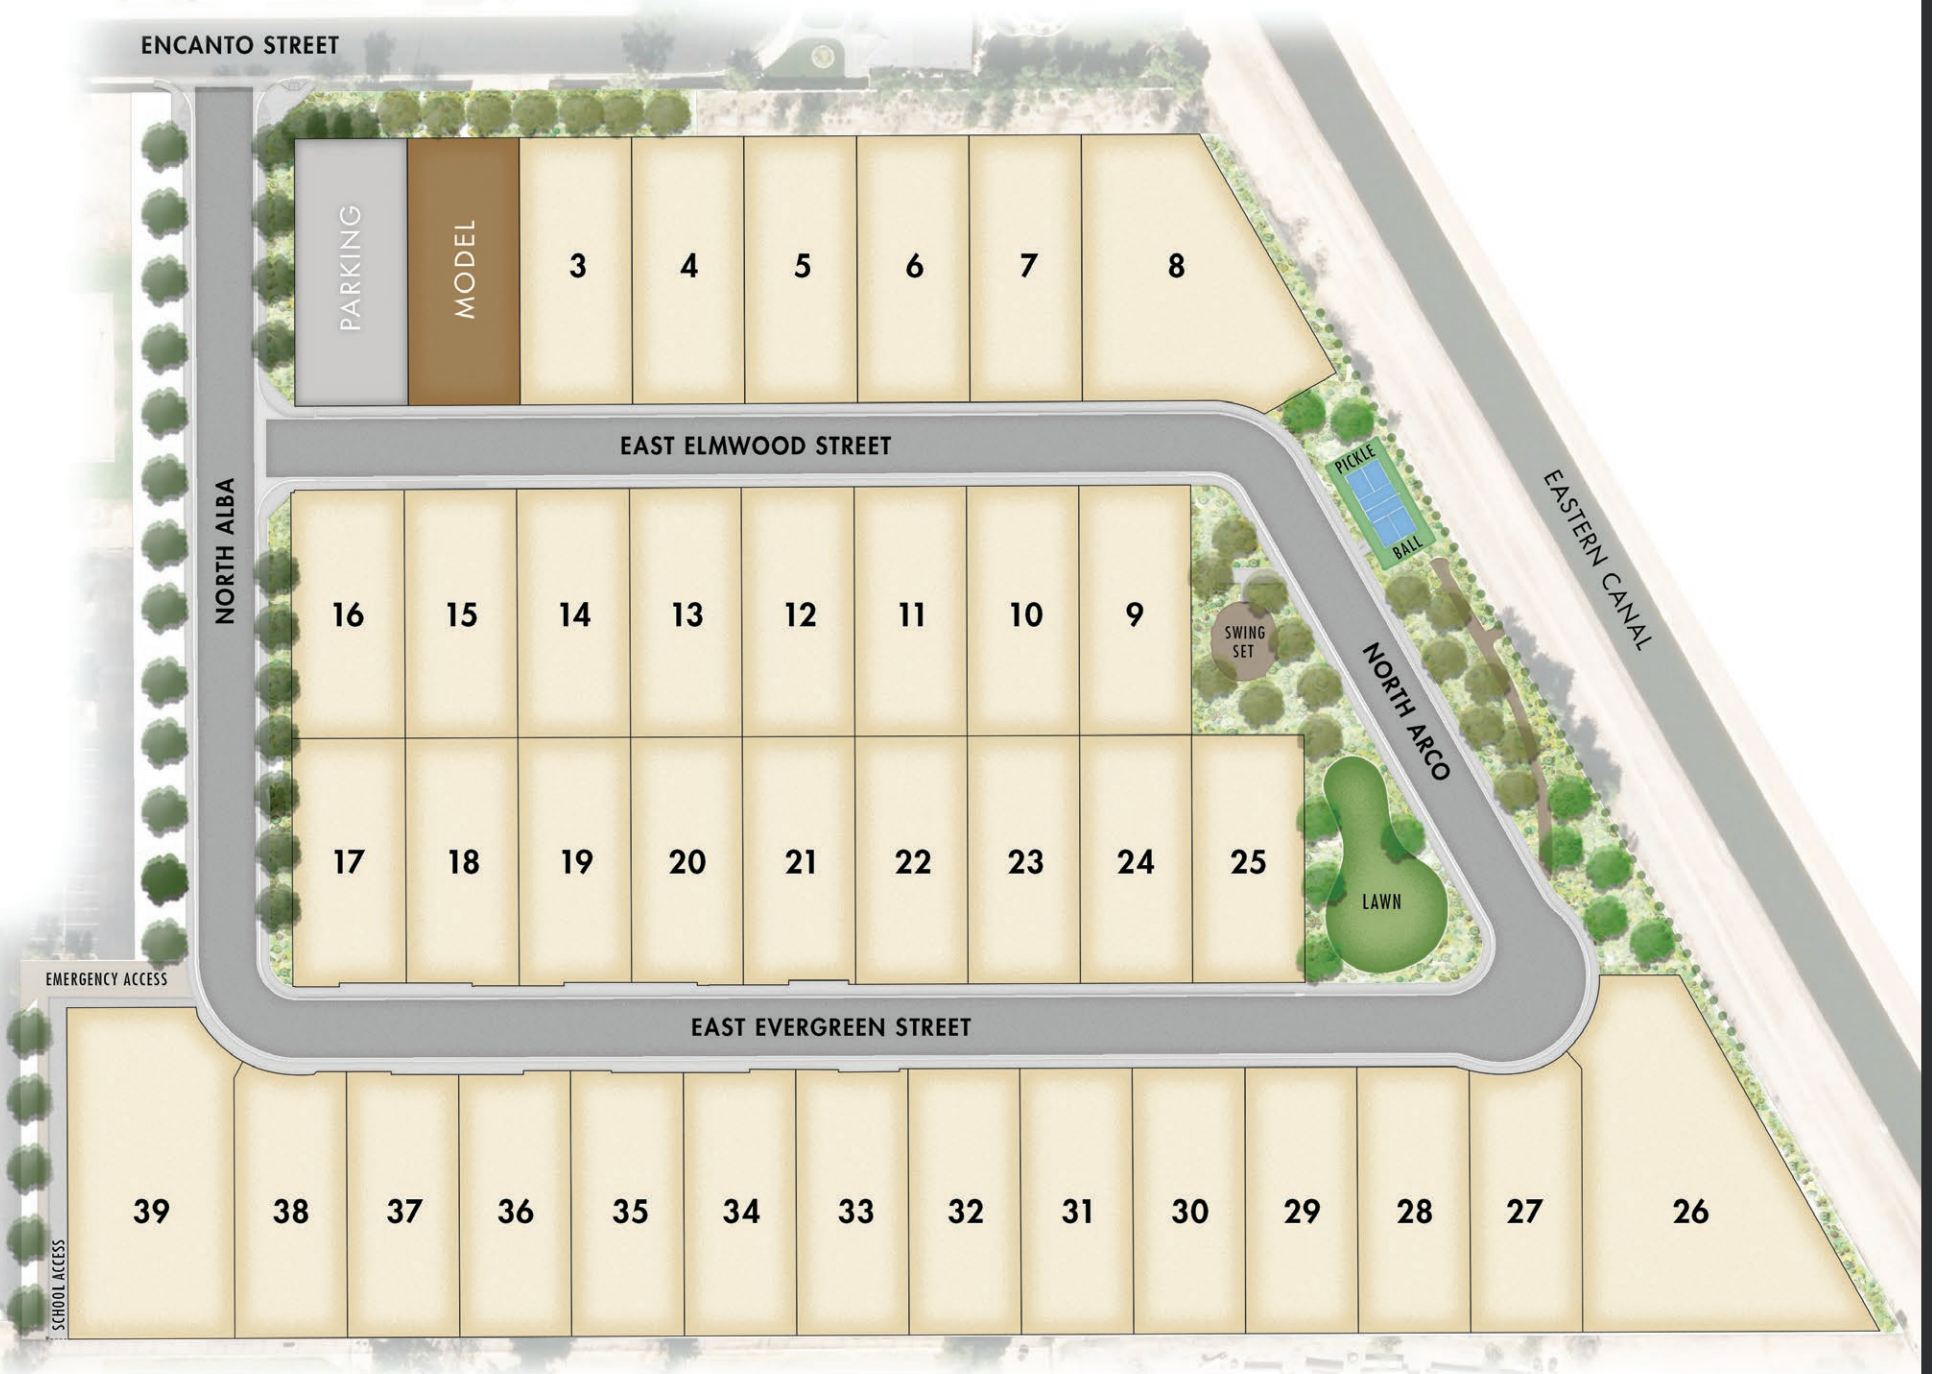 ENCANTO STREET
PARKING
MODEL
3
4
5
6
7
8
EAST ELMWOOD STREET
PICKLE
BALL
EASTERN CANAL
NORTH ALBA
16
15
14
13
12
11
10
9
SWING
SET
NORTH ARCO
17
18
19
20
21
22
23
24
25
LAWN
EMERGENCY ACCESS
EAST EVERGREEN STREET
39
38
37
36
35
34
33
32
31
30
29
28
27
26
SCHOOL ACCESS